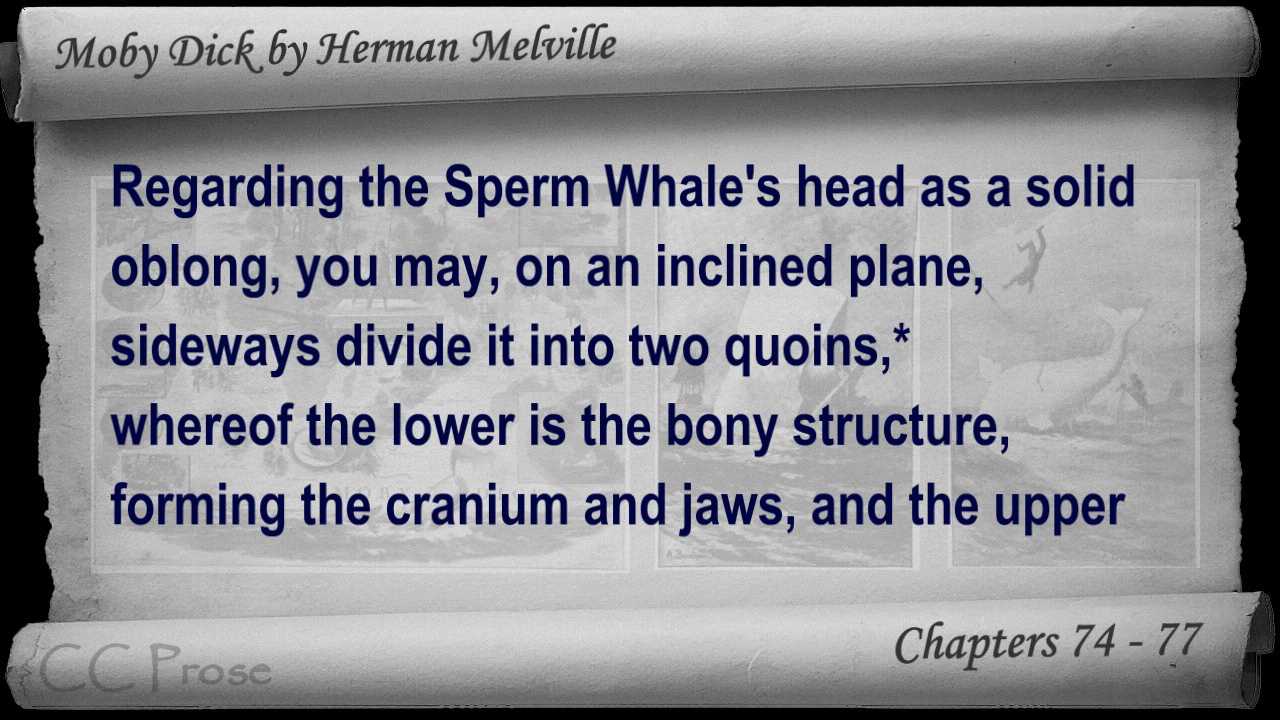 Moby Dick by Herman Melville
Regarding the Sperm Whale's head as a solid
oblong, you may, on an inclined plane,
sideways divide it into two quoins,*
whereof the lower is the bony structure,
forming the cranium and jaws, and the upper
Chapters 74 - 77
CC Prose